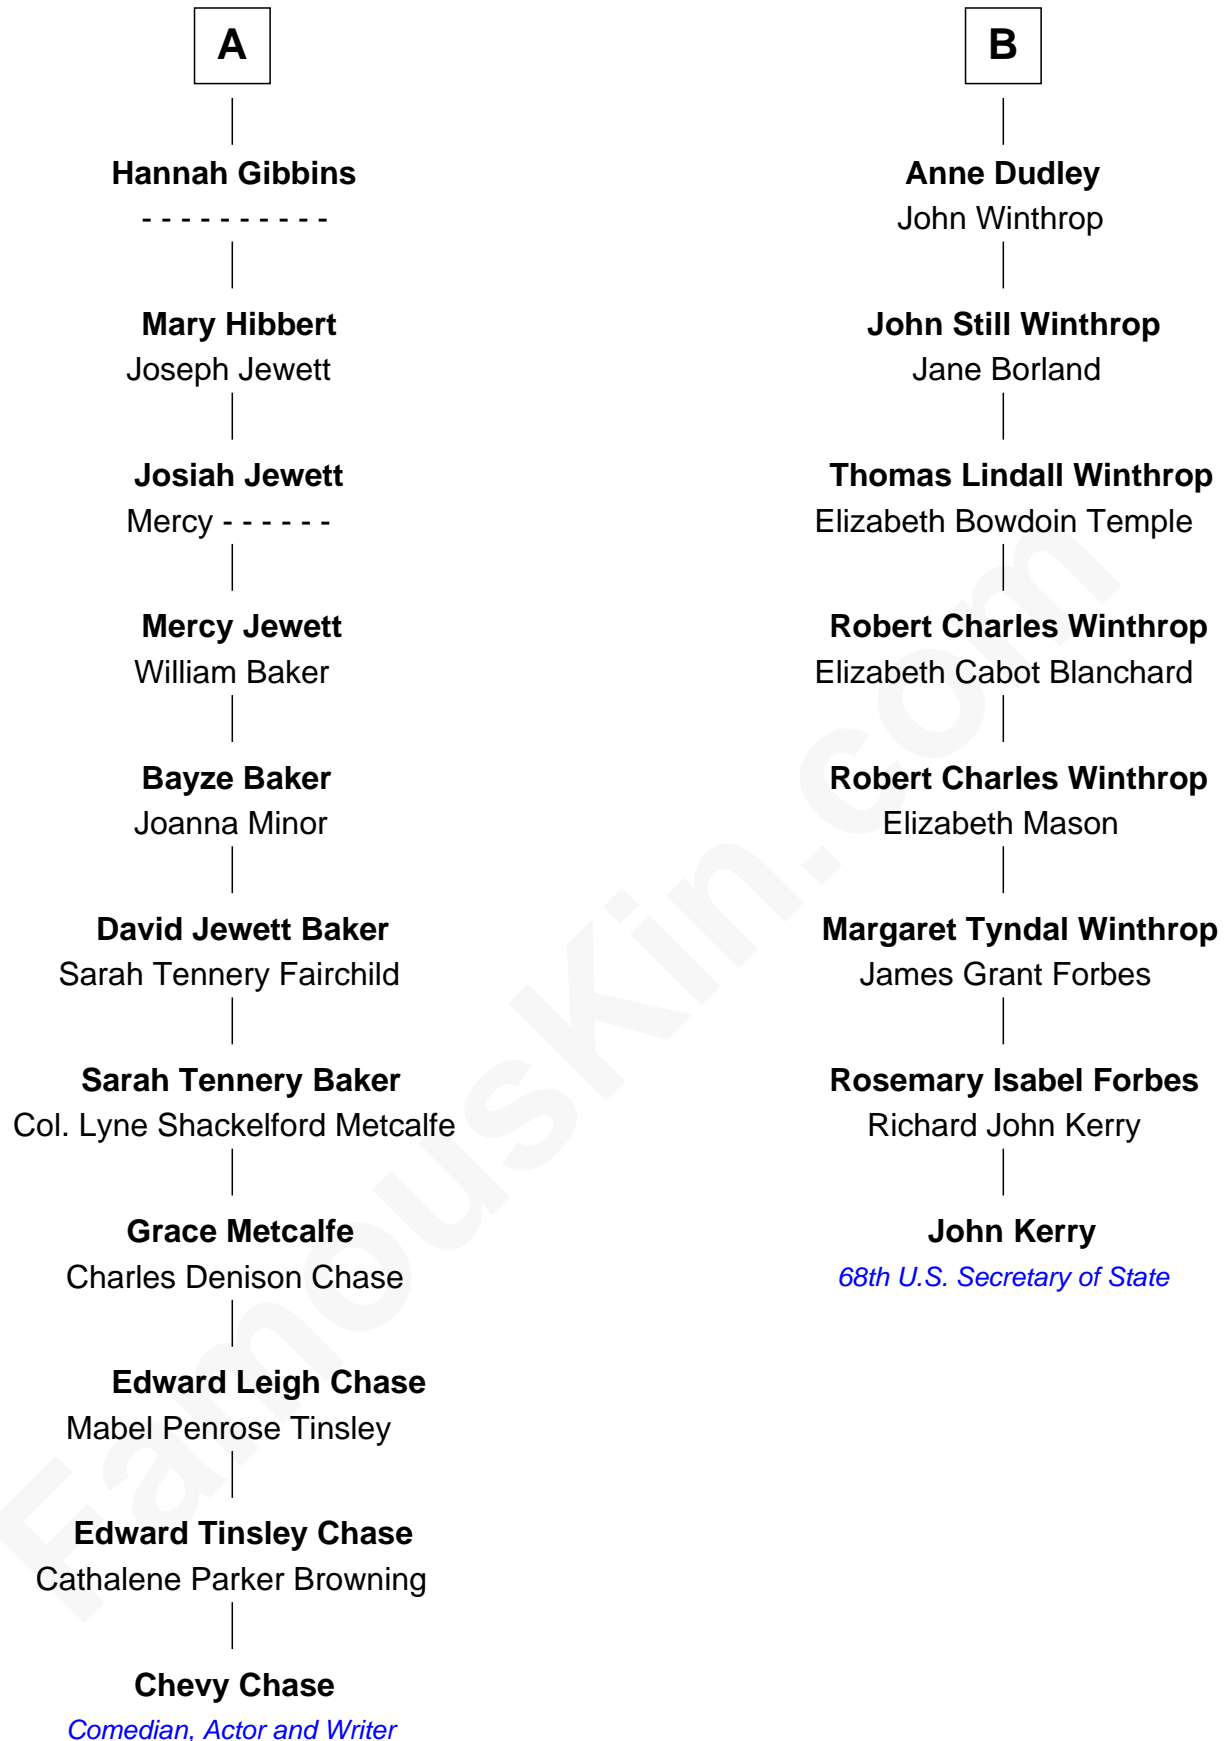 A
Hannah Gibbins
- - - - - - - - - -
Mary Hibbert
Joseph Jewett
Josiah Jewett
Mercy - - - - - -
Mercy Jewett
William Baker
Bayze Baker
Joanna Minor
David Jewett Baker
Sarah Tennery Fairchild
Sarah Tennery Baker
Col. Lyne Shackelford Metcalfe
Grace Metcalfe
Charles Denison Chase
Edward Leigh Chase
Mabel Penrose Tinsley
Edward Tinsley Chase
Cathalene Parker Browning
Chevy Chase
Comedian, Actor and Writer
B
Anne Dudley
John Winthrop
John Still Winthrop
Jane Borland
Thomas Lindall Winthrop
Elizabeth Bowdoin Temple
Robert Charles Winthrop
Elizabeth Cabot Blanchard
Robert Charles Winthrop
Elizabeth Mason
Margaret Tyndal Winthrop
James Grant Forbes
Rosemary Isabel Forbes
Richard John Kerry
John Kerry
68th U.S. Secretary of State
FamousKin.com